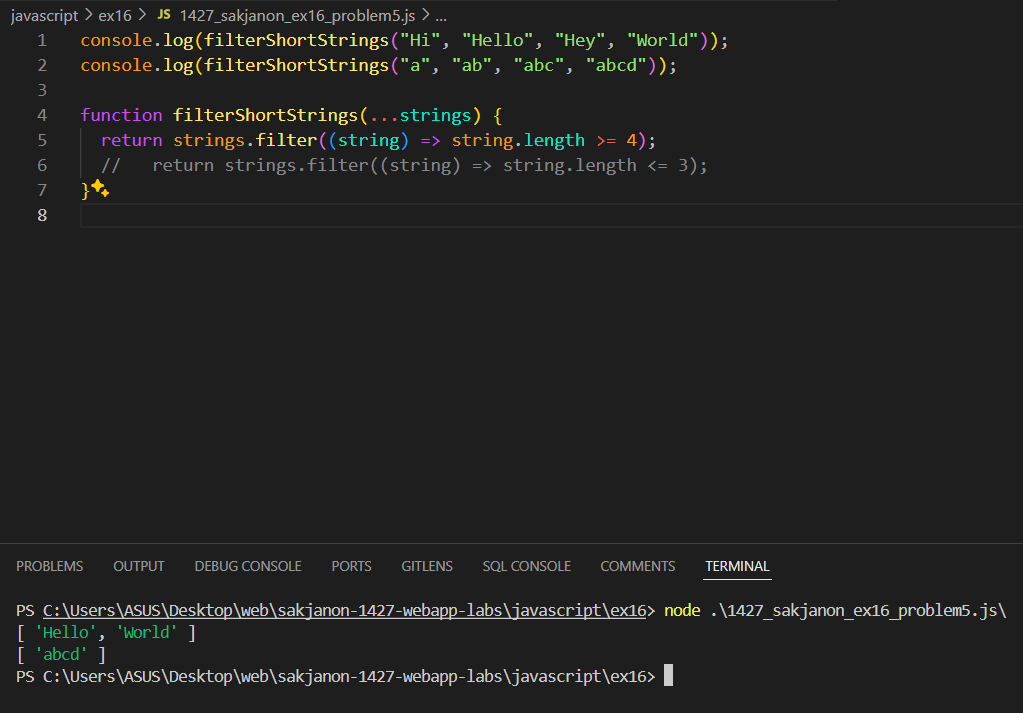 javascript > ex16 > JS 1427_sakjanon_ex16_problem5.js > ...
1 console.log(filterShortStrings("Hi", "Hello", "Hey", "World"));
2 console.log(filterShortStrings("a", "ab", "abc", "abcd"));
3
4 function filterShortStrings(...strings) {
5   return strings.filter((string) => string.length >= 4);
6   //   return strings.filter((string) => string.length <= 3);
7 }
8
PROBLEMS OUTPUT DEBUG CONSOLE PORTS GITLENS SQL CONSOLE COMMENTS TERMINAL
PS C:\Users\ASUS\Desktop\web\sakjanon-1427-webapp-labs\javascript\ex16> node .\1427_sakjanon_ex16_problem5.js\
[ 'Hello', 'World' ]
[ 'abcd' ]
PS C:\Users\ASUS\Desktop\web\sakjanon-1427-webapp-labs\javascript\ex16>